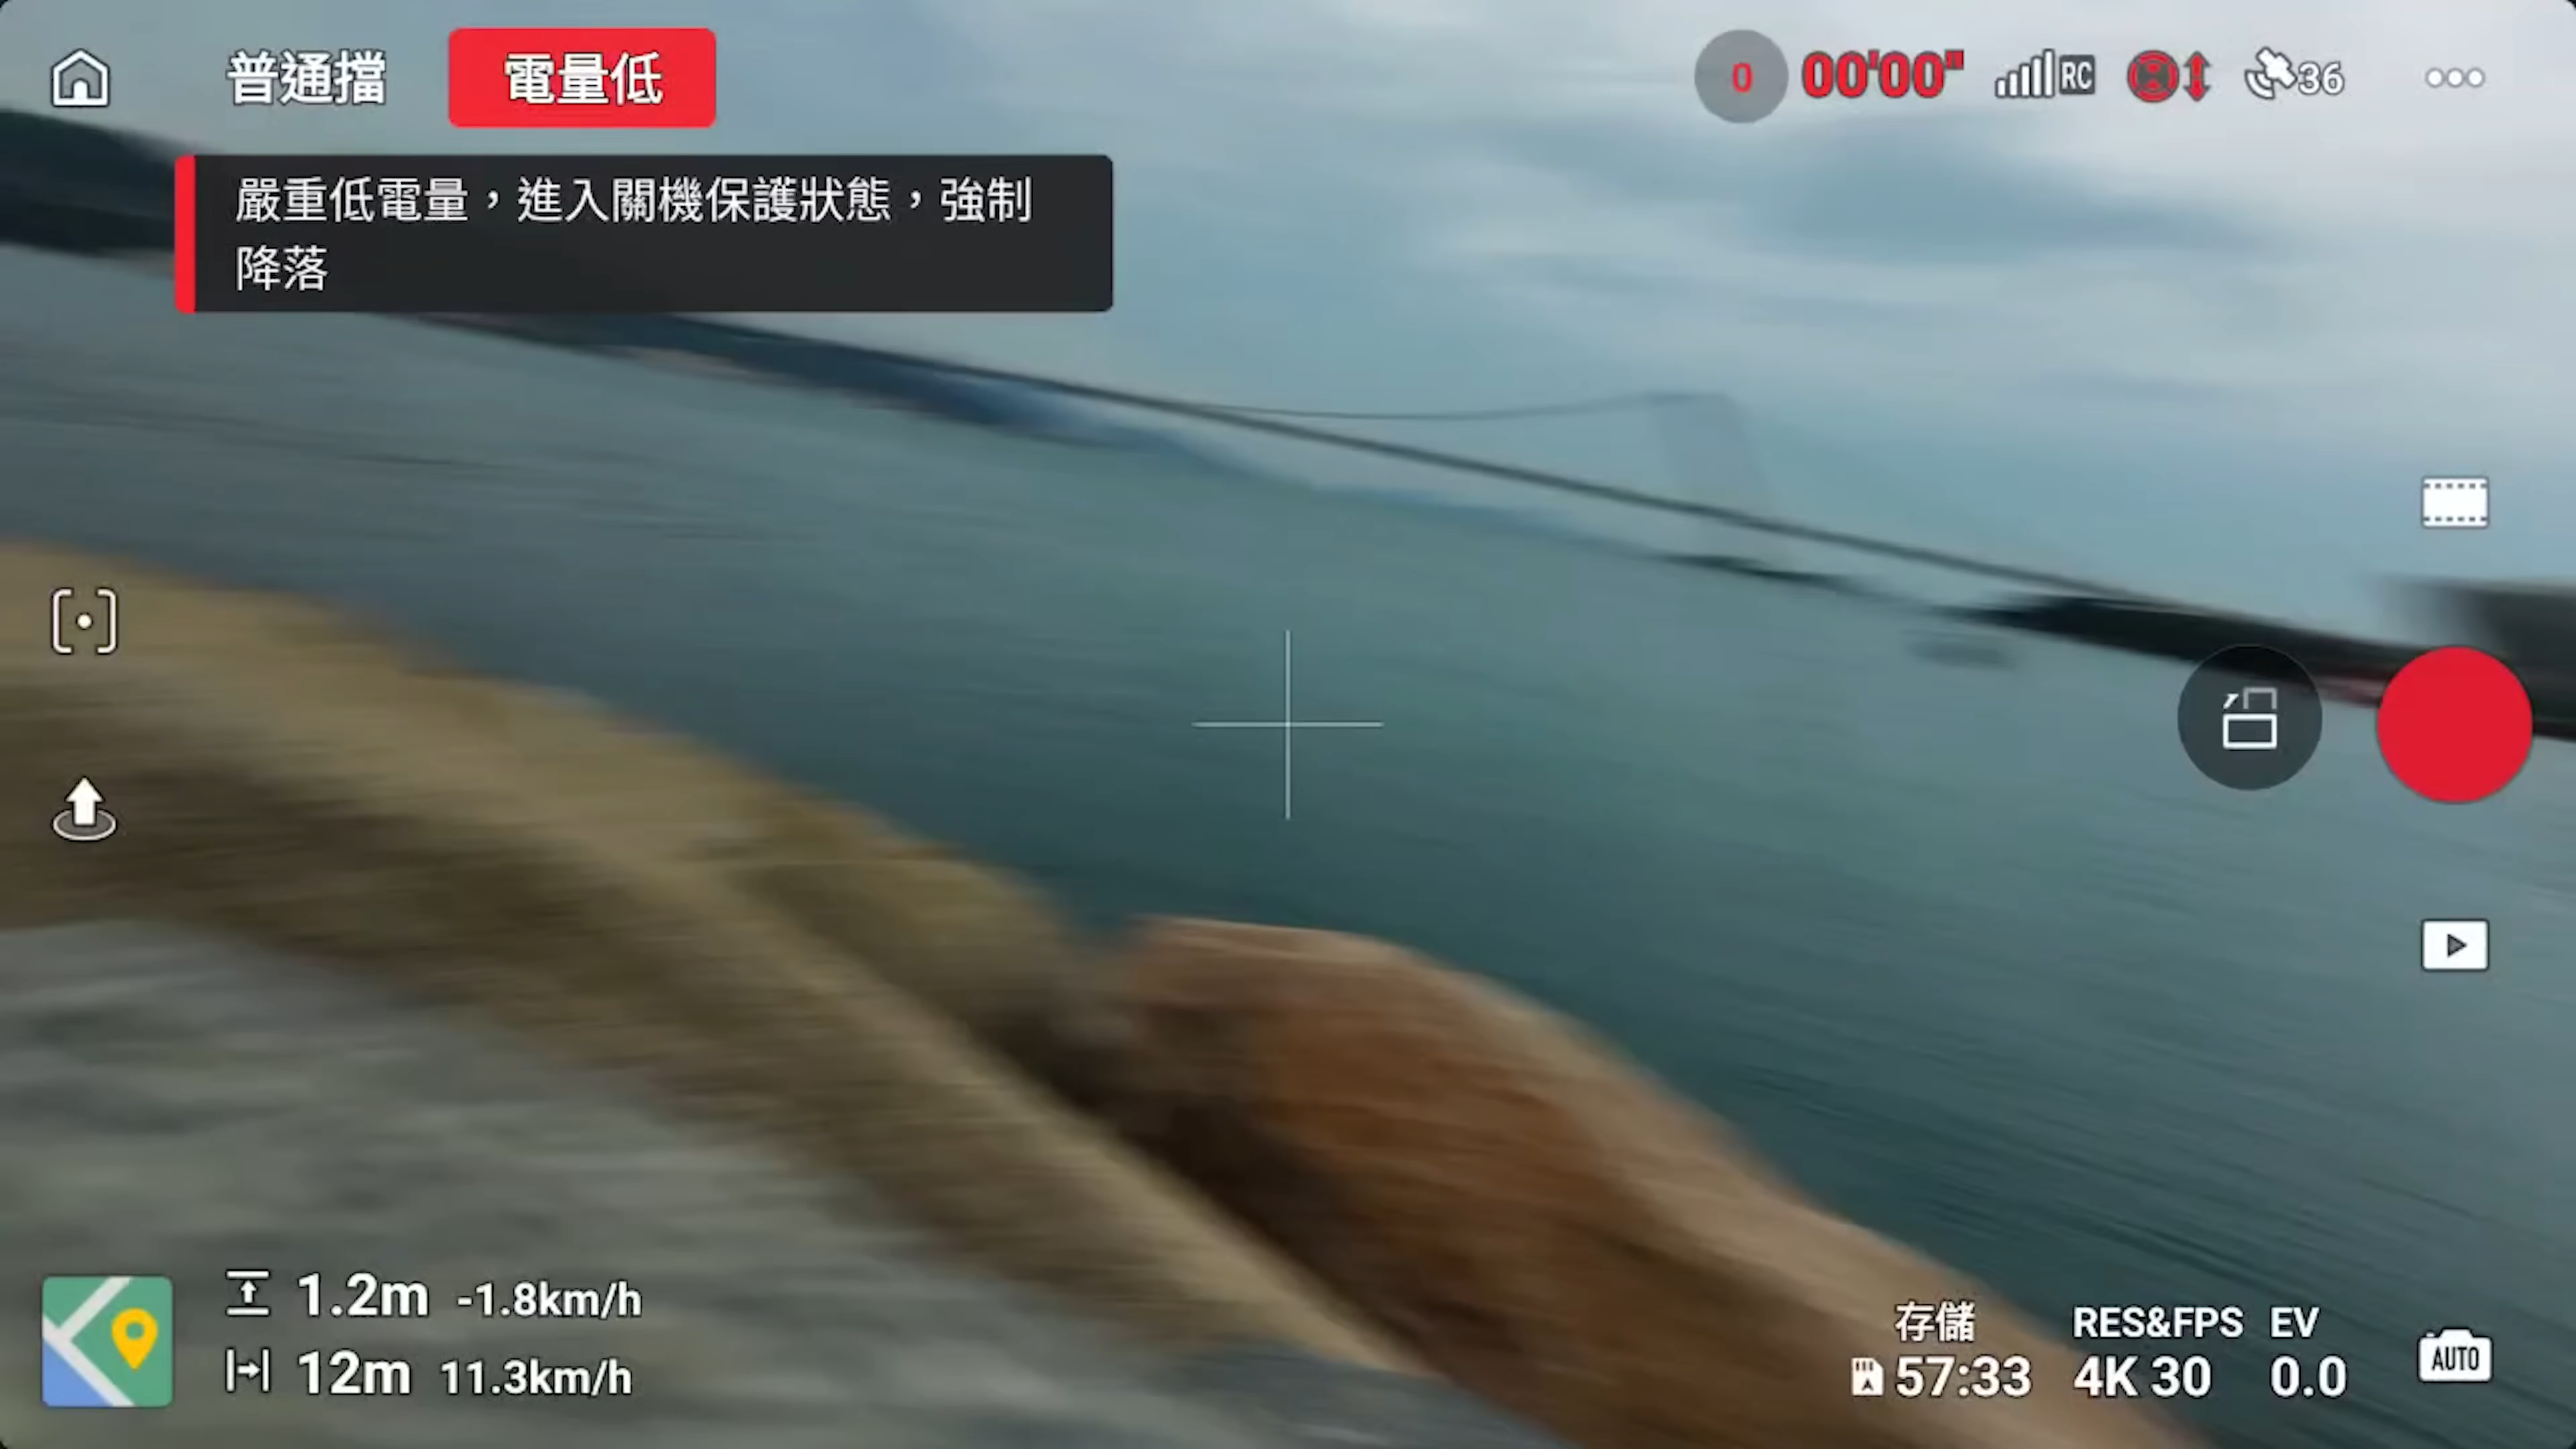 普通擋 電量低 0 00'00" RC 36
嚴重低電量，進入關機保護狀態，強制
降落
1.2m -1.8km/h
12m 11.3km/h
存儲 RES&FPS EV
57:33 4K 30 0.0
AUTO